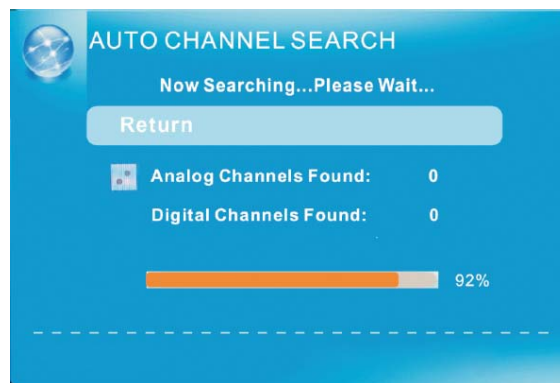 AUTO CHANNEL SEARCH
Now Searching...Please Wait...
Return
Analog Channels Found: 0
Digital Channels Found: 0
92%